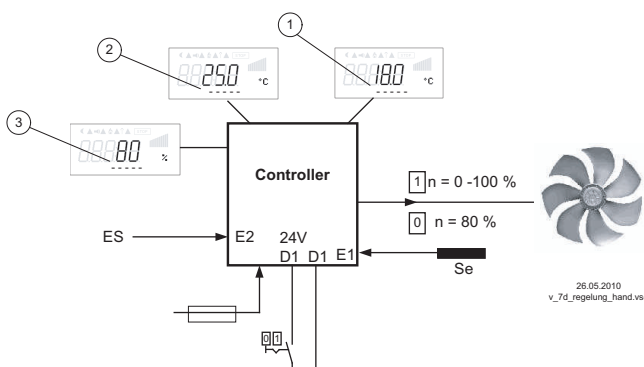 1
2
25.0 °C
18.0 °C
3
80 %
Controller
1 n = 0 -100 %
0 n = 80 %
ES
E2
24V
D1 D1 E1
Se
26.05.2010
v_7d_regelung_hand.vs
0 1